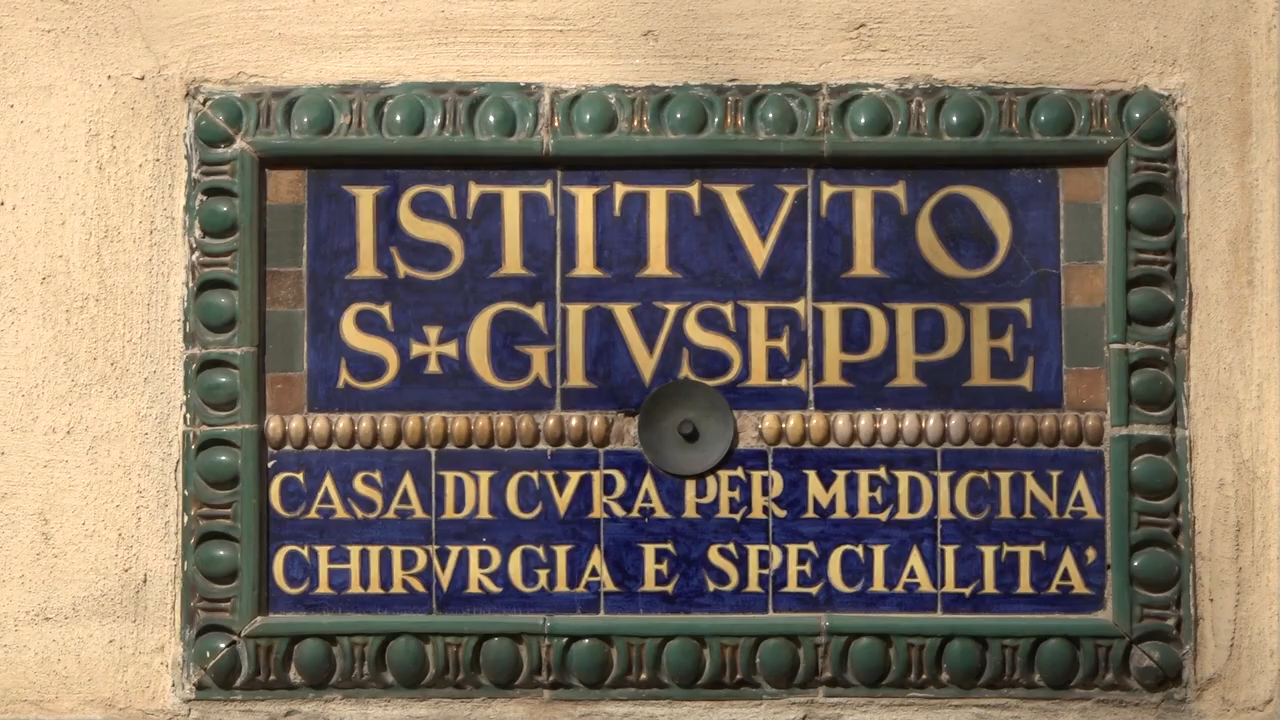 ISTITVTO
S+GIVSEPPE
CASA DI CVRA PER MEDICINA
CHIRVRGIA E SPECIALITA'